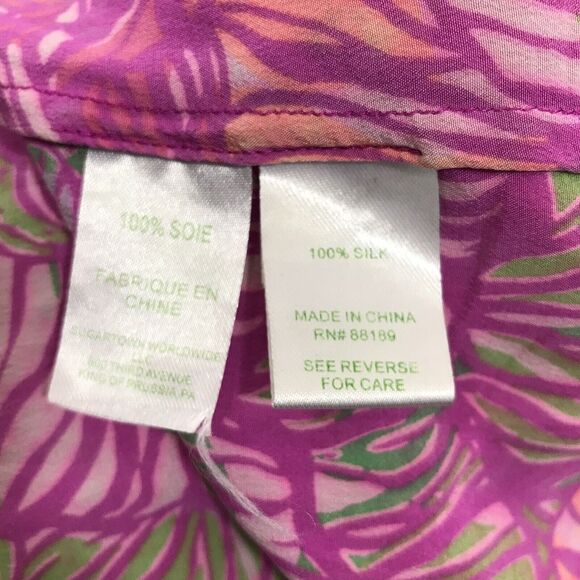 100% SOIE
FABRIQUE EN
CHINE
SUGARTOWN WORLDWIDE
LLC
800 THIRD AVENUE
KING OF PRUSSIA PA
100% SILK
MADE IN CHINA
RN# 88189
SEE REVERSE
FOR CARE